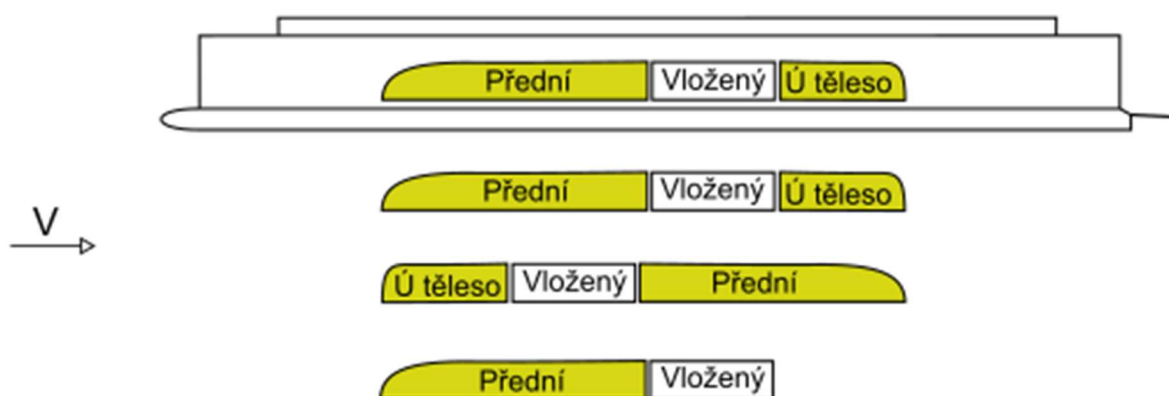 Přední Vložený Ú těleso
Přední Vložený Ú těleso
V
Ú těleso Vložený Přední
Přední Vložený